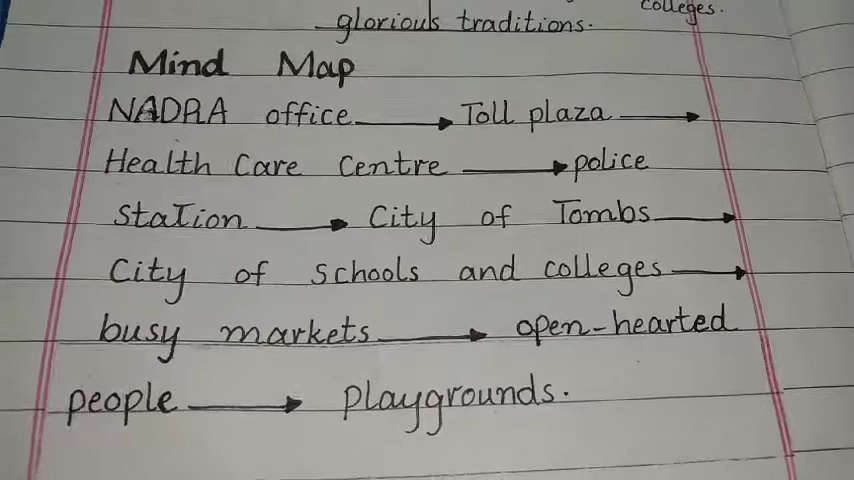 colleges.
glorious traditions.
Mind Map
NADRA office → Toll plaza →
Health Care Centre → police
Station → City of Tombs →
City of schools and colleges →
busy markets → open-hearted
people → playgrounds.